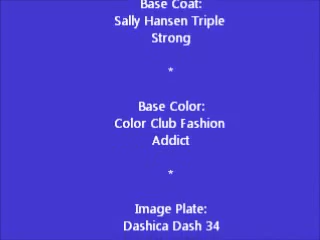 Base Coat:
Sally Hansen Triple
Strong
*
Base Color:
Color Club Fashion
Addict
*
Image Plate:
Dashica Dash 34